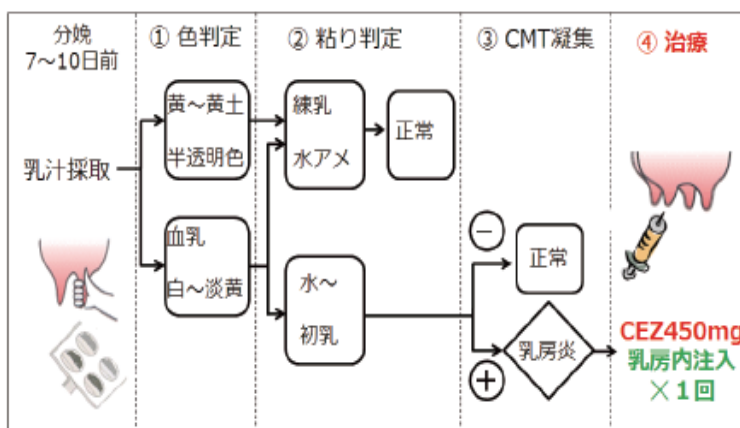 分娩
7～10日前
① 色判定
② 粘り判定
③ CMT凝集
④ 治療
乳汁採取
黄～黄土
半透明色
血乳
白～淡黄
練乳
水アメ
正常
水～
初乳
－
正常
乳房炎
＋
CEZ450mg
乳房内注入
×１回